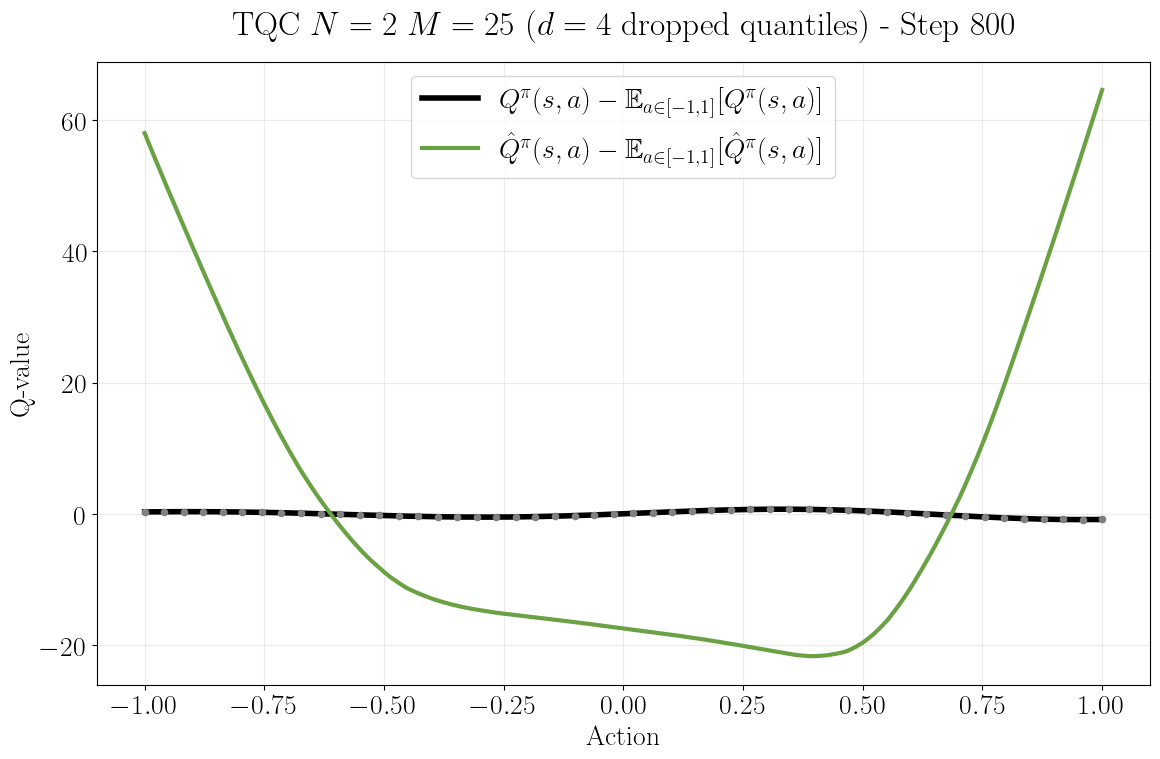 TQC N = 2 M = 25 (d = 4 dropped quantiles) - Step 800
Q^π(s, a) − 𝔼_{a∈[−1,1]}[Q^π(s, a)]
Q̂^π(s, a) − 𝔼_{a∈[−1,1]}[Q̂^π(s, a)]
60
40
20
0
−20
Q-value
−1.00 −0.75 −0.50 −0.25 0.00 0.25 0.50 0.75 1.00
Action